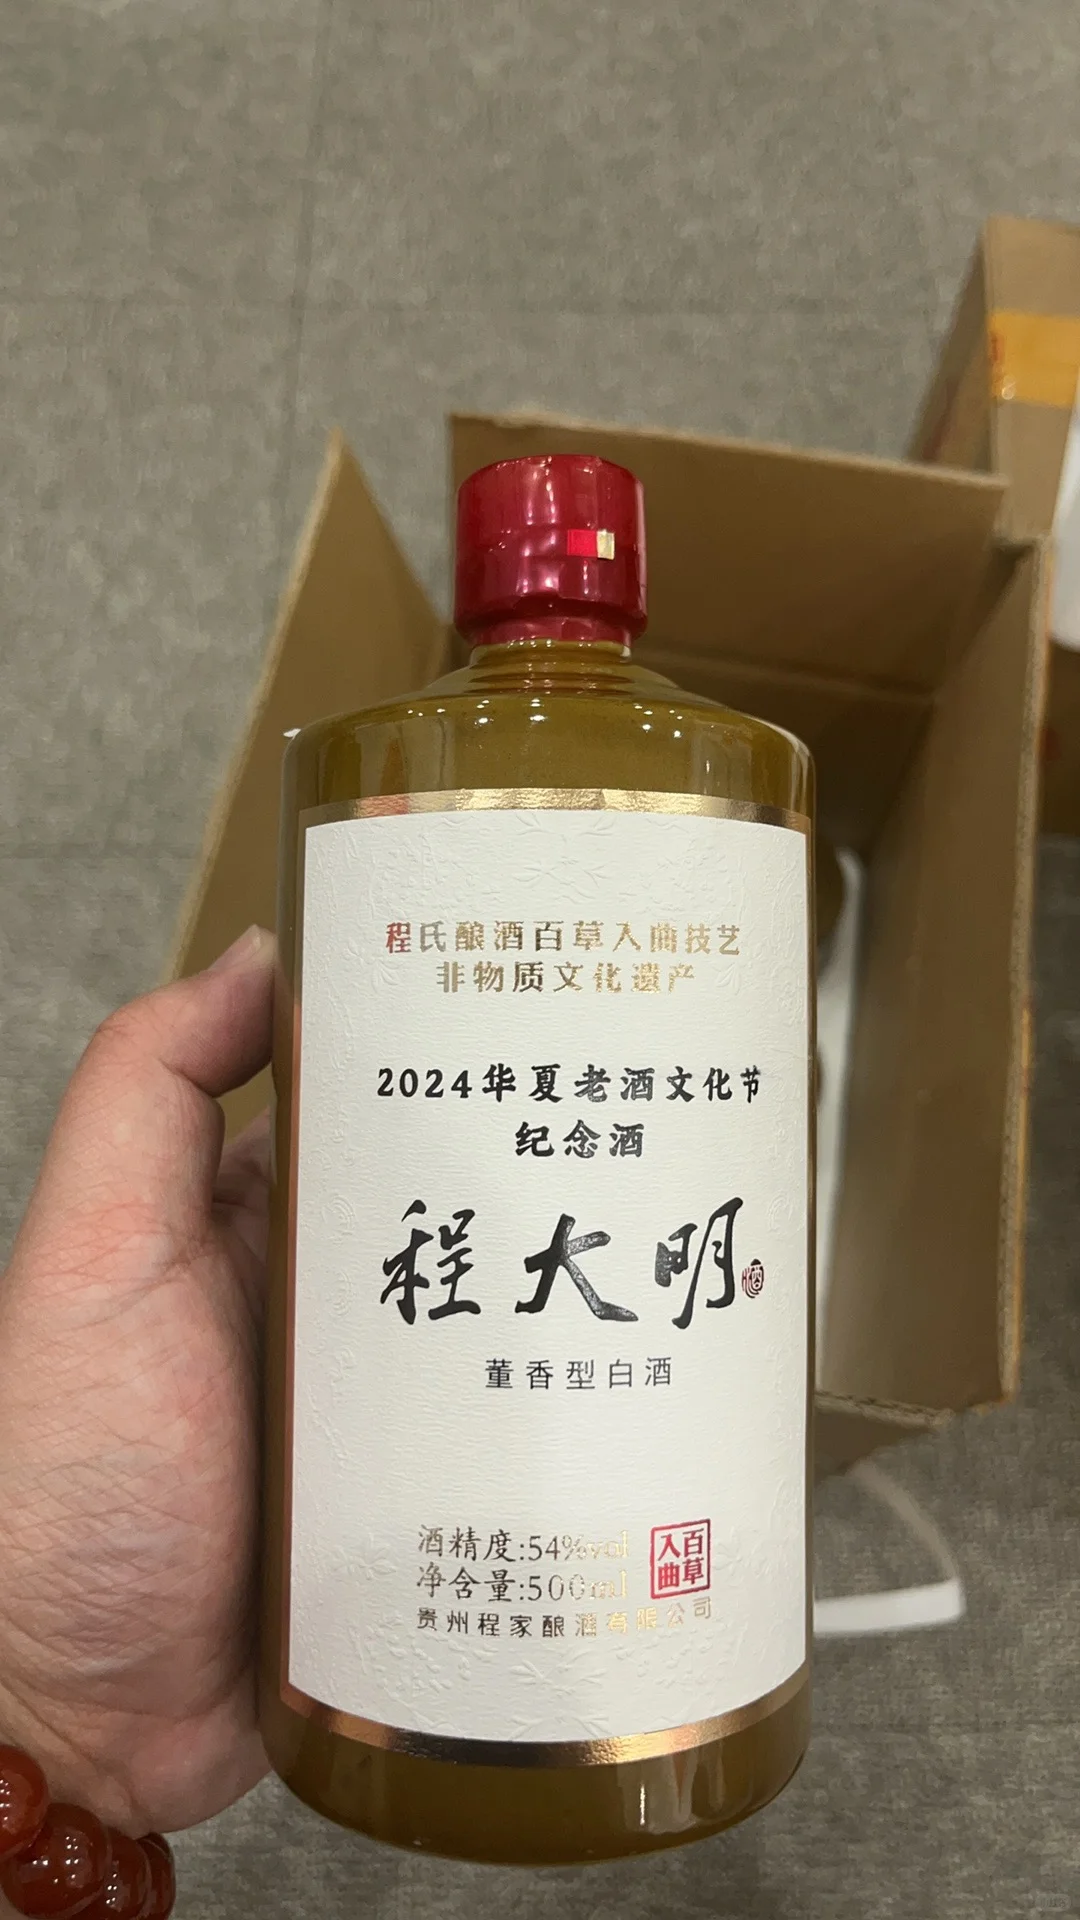 程氏酿酒百草入曲技艺
非物质文化遗产
2024华夏老酒文化节
纪念酒
程大明
酒
董香型白酒
酒精度:54%vol
净含量:500ml
百草
入曲
贵州程家酿酒有限公司